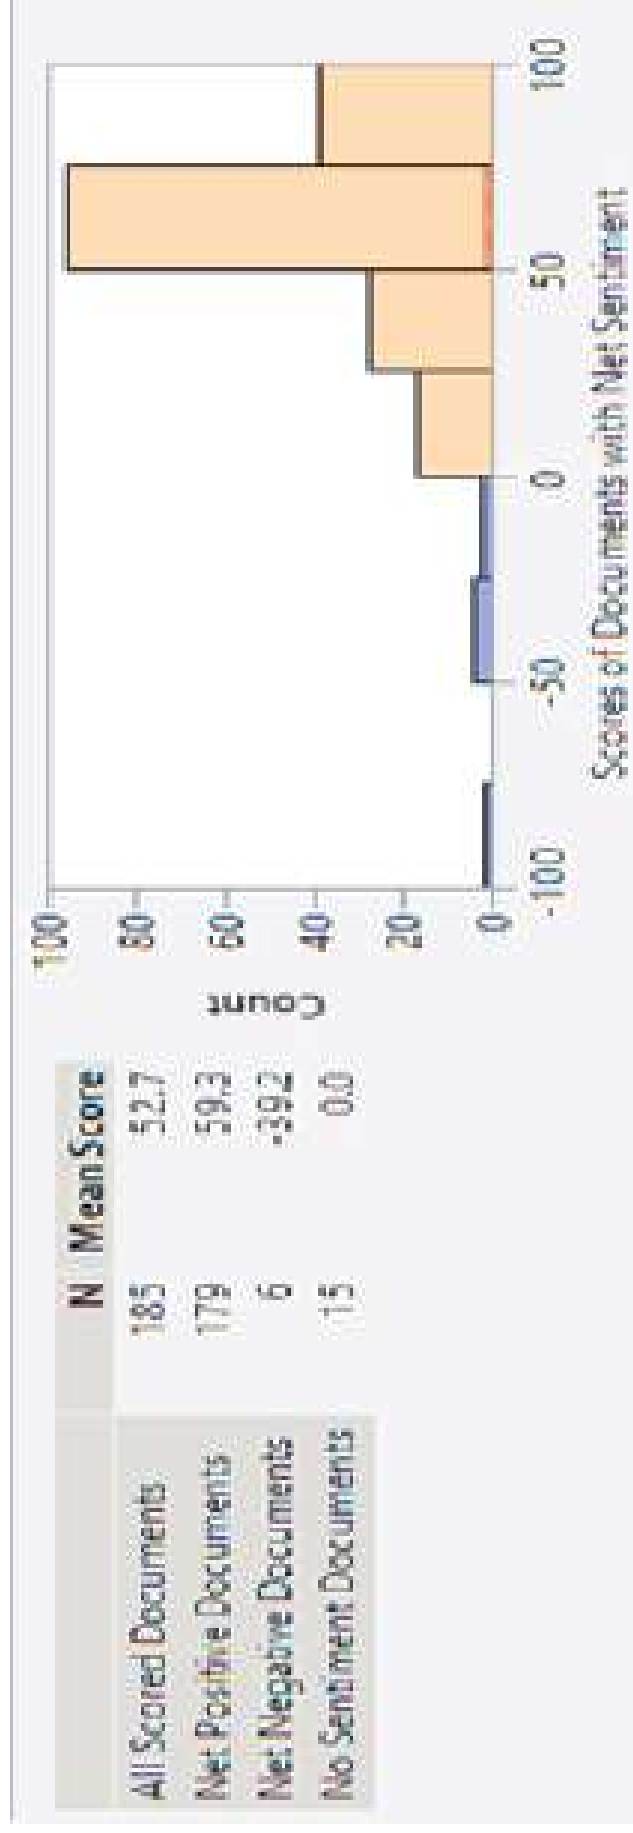 N Mean Score
All Scored Documents 185 52.7
Net Positive Documents 179 59.3
Net Negative Documents 6 -39.2
No Sentiment Documents 15 0.0
Count
100
80
60
40
20
0
-100 -50 0 50 100
Scores of Documents with Net Sentiment